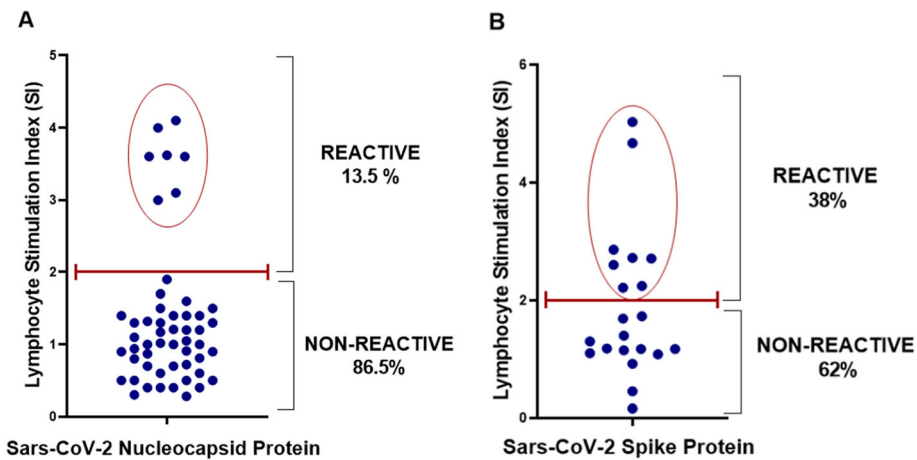 A
Lymphocyte Stimulation Index (SI)
5
4
3
2
1
0
REACTIVE
13.5 %
NON-REACTIVE
86.5%
Sars-CoV-2 Nucleocapsid Protein
B
Lymphocyte Stimulation Index (SI)
6
4
2
0
REACTIVE
38%
NON-REACTIVE
62%
Sars-CoV-2 Spike Protein